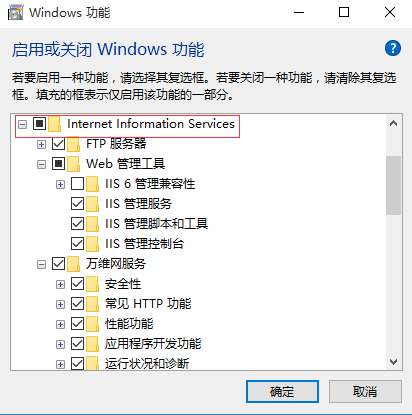 Windows 功能
启用或关闭 Windows 功能
若要启用一种功能，请选择其复选框。若要关闭一种功能，请清除其复选
框。填充的框表示仅启用该功能的一部分。
Internet Information Services
FTP 服务器
Web 管理工具
IIS 6 管理兼容性
IIS 管理服务
IIS 管理脚本和工具
IIS 管理控制台
万维网服务
安全性
常见 HTTP 功能
性能功能
应用程序开发功能
运行状况和诊断
确定
取消